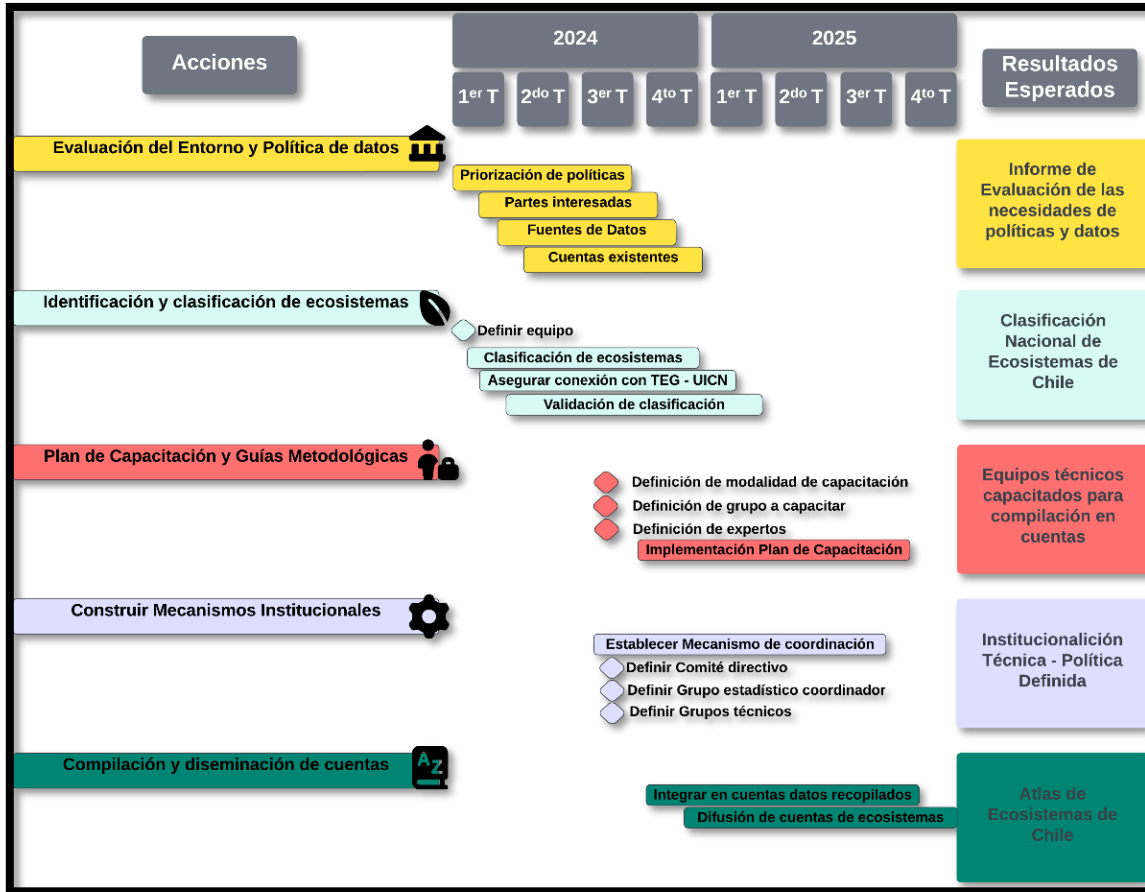 Acciones
2024
2025
Resultados
Esperados
1er T
2do T
3er T
4to T
1er T
2do T
3er T
4to T
Evaluación del Entorno y Política de datos
Priorización de políticas
Partes interesadas
Fuentes de Datos
Cuentas existentes
Informe de
Evaluación de las
necesidades de
políticas y datos
Identificación y clasificación de ecosistemas
Definir equipo
Clasificación de ecosistemas
Asegurar conexión con TEG - UICN
Validación de clasificación
Clasificación
Nacional de
Ecosistemas de
Chile
Plan de Capacitación y Guías Metodológicas
Definición de modalidad de capacitación
Definición de grupo a capacitar
Definición de expertos
Implementación Plan de Capacitación
Equipos técnicos
capacitados para
compilación en
cuentas
Construir Mecanismos Institucionales
Establecer Mecanismo de coordinación
Definir Comité directivo
Definir Grupo estadístico coordinador
Definir Grupos técnicos
Institucionalición
Técnica - Política
Definida
Compilación y diseminación de cuentas
A Z
Integrar en cuentas datos recopilados
Difusión de cuentas de ecosistemas
Atlas de
Ecosistemas de
Chile